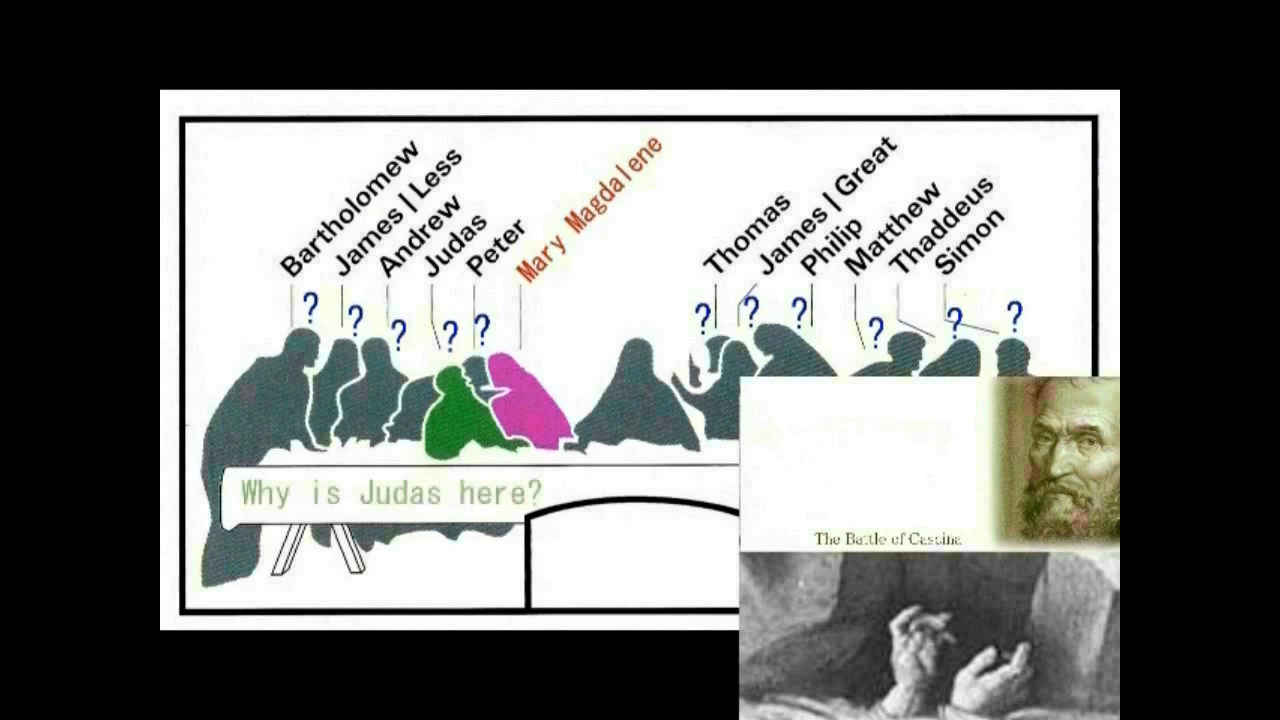 Bartholomew
James | Less
Andrew
Judas
Peter
Mary Magdalene
Thomas
James | Great
Philip
Matthew
Thaddeus
Simon
? ? ? ? ? ? ? ? ? ? ?
Why is Judas here?
The Battle of Cascina